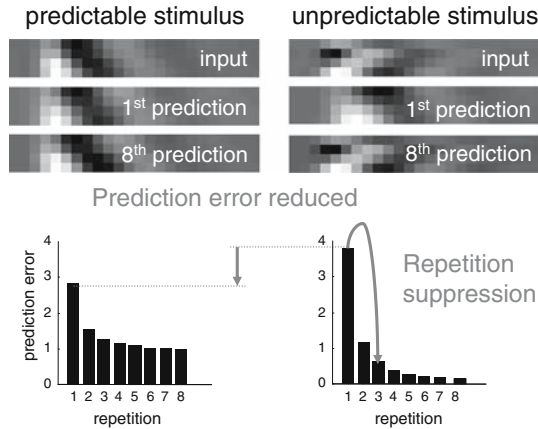 predictable stimulus
unpredictable stimulus
input
input
1st prediction
1st prediction
8th prediction
8th prediction
Prediction error reduced
4
3
2
1
0
prediction error
1 2 3 4 5 6 7 8
repetition
4
3
2
1
0
Repetition
suppression
1 2 3 4 5 6 7 8
repetition